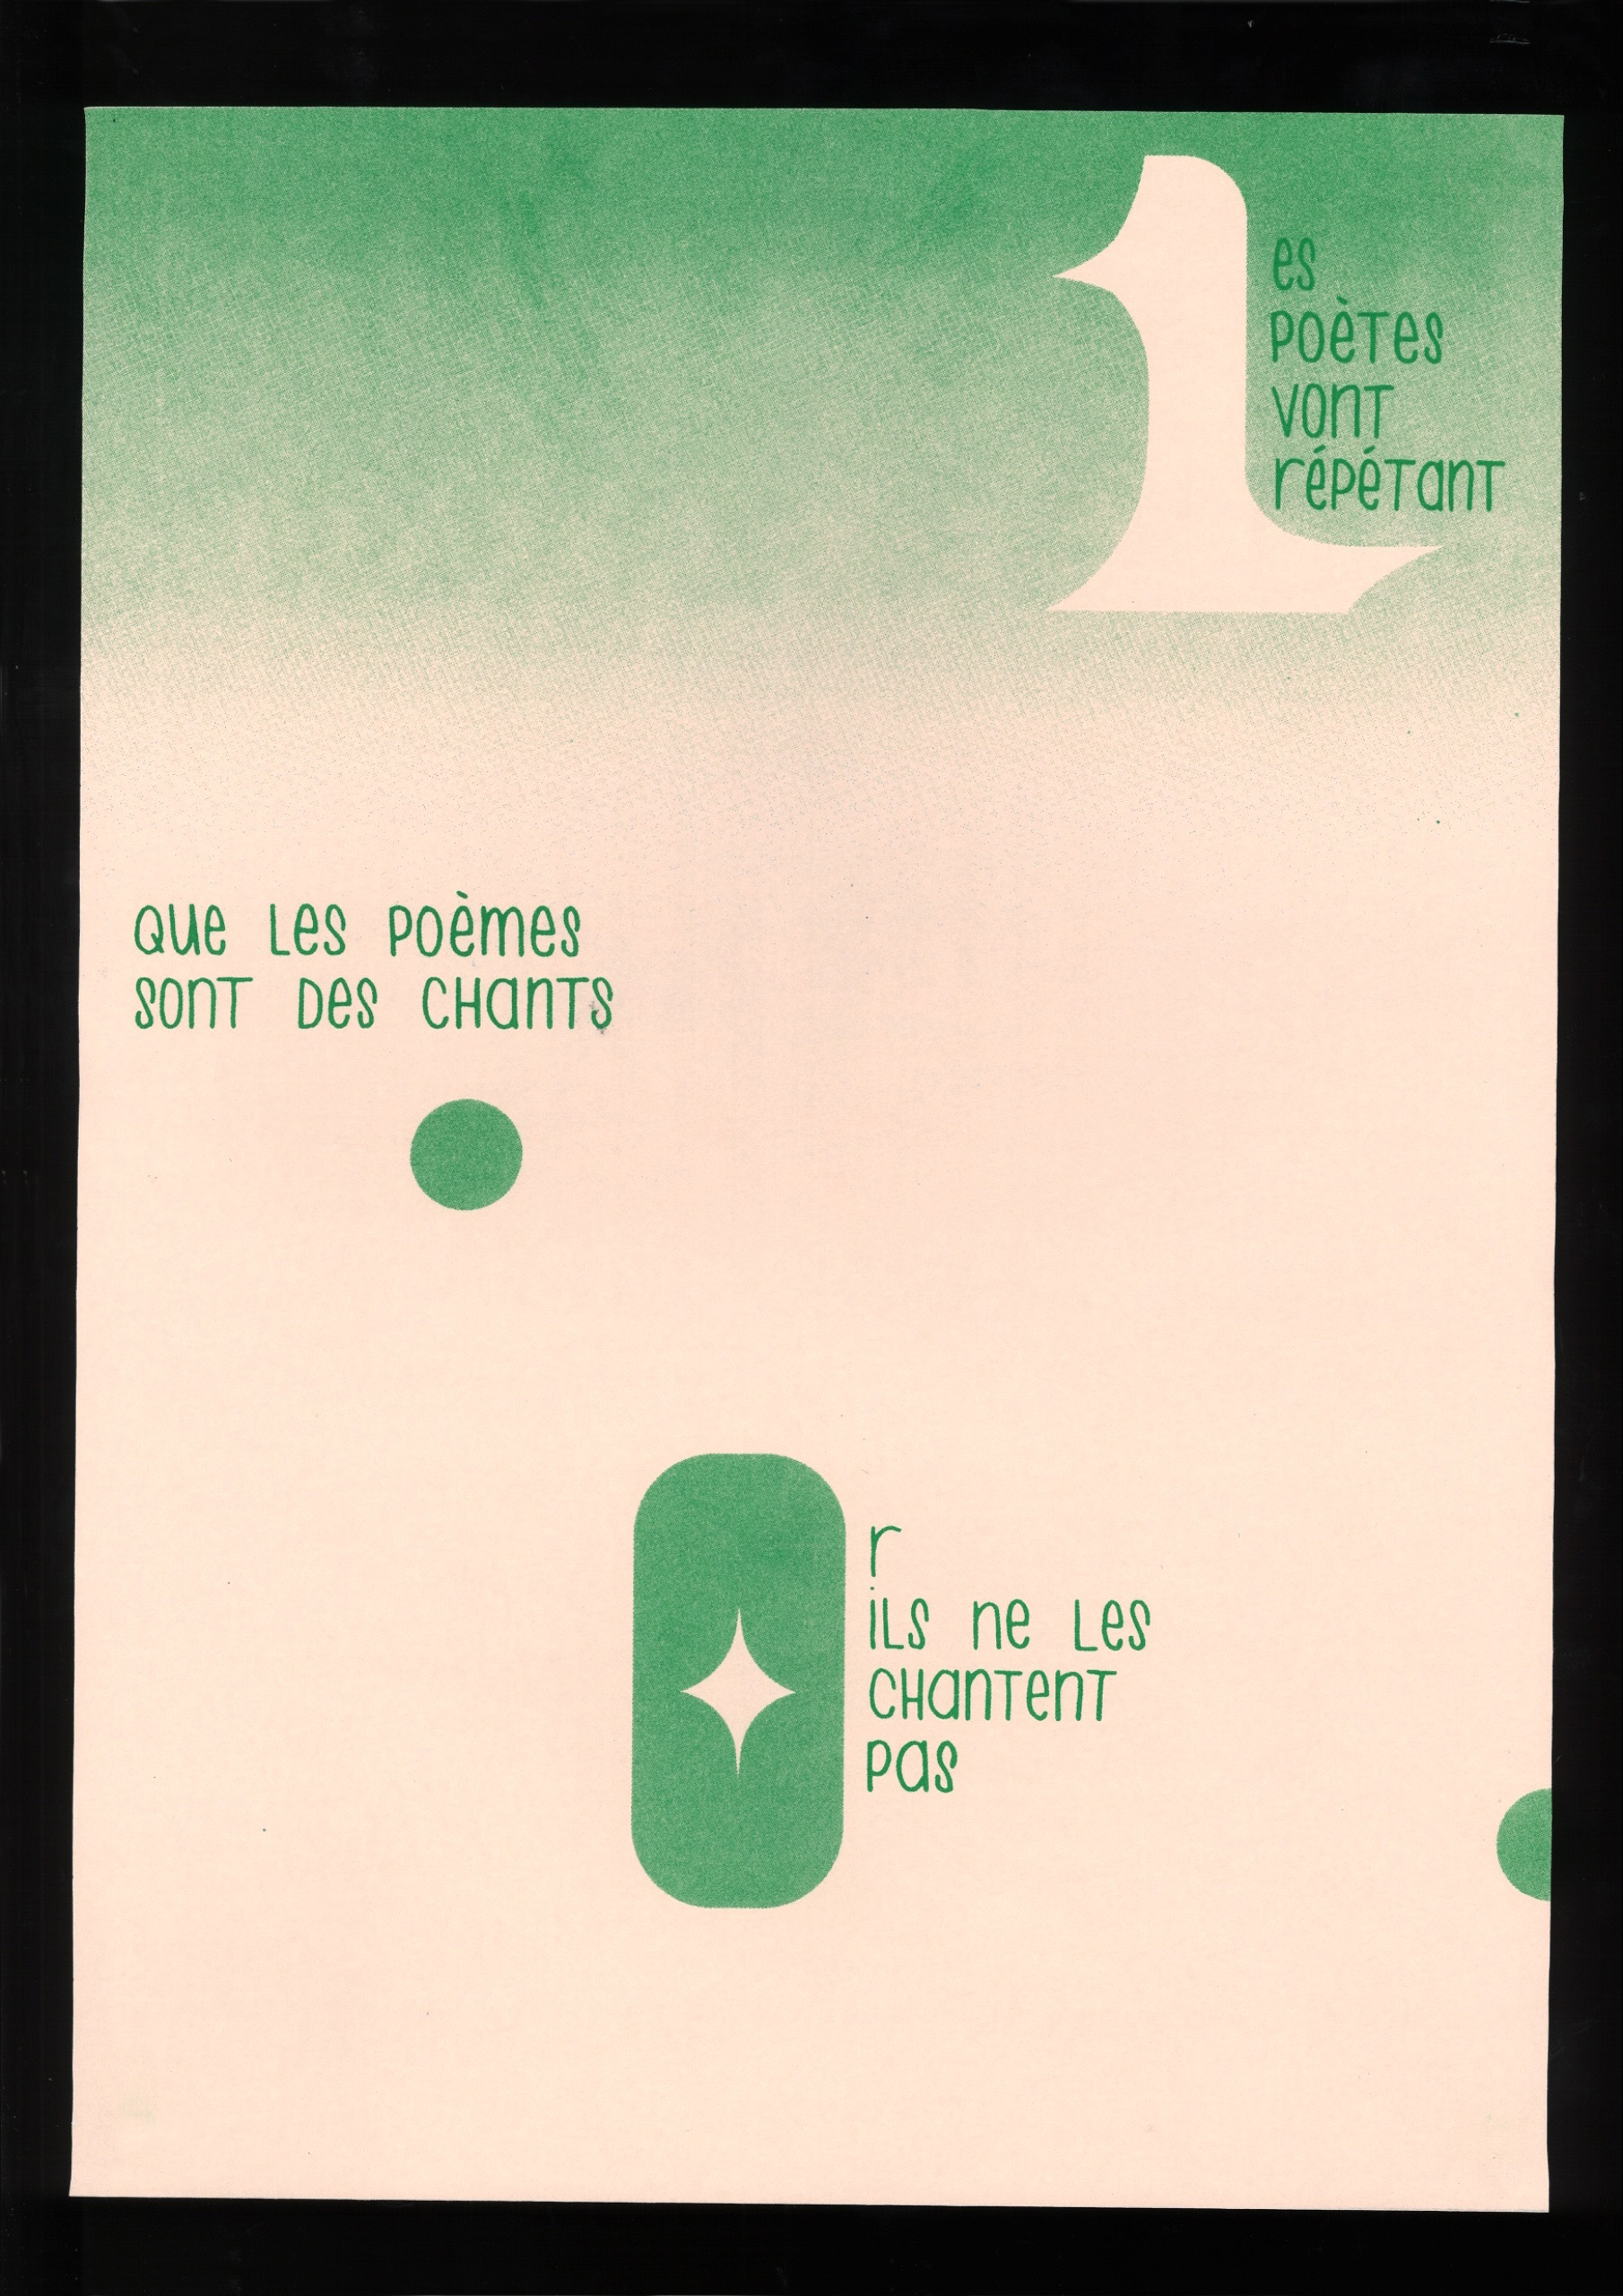 Les
poètes
vont
répétant
que les poèmes
sont des chants
Or
ils ne les
chantent
pas